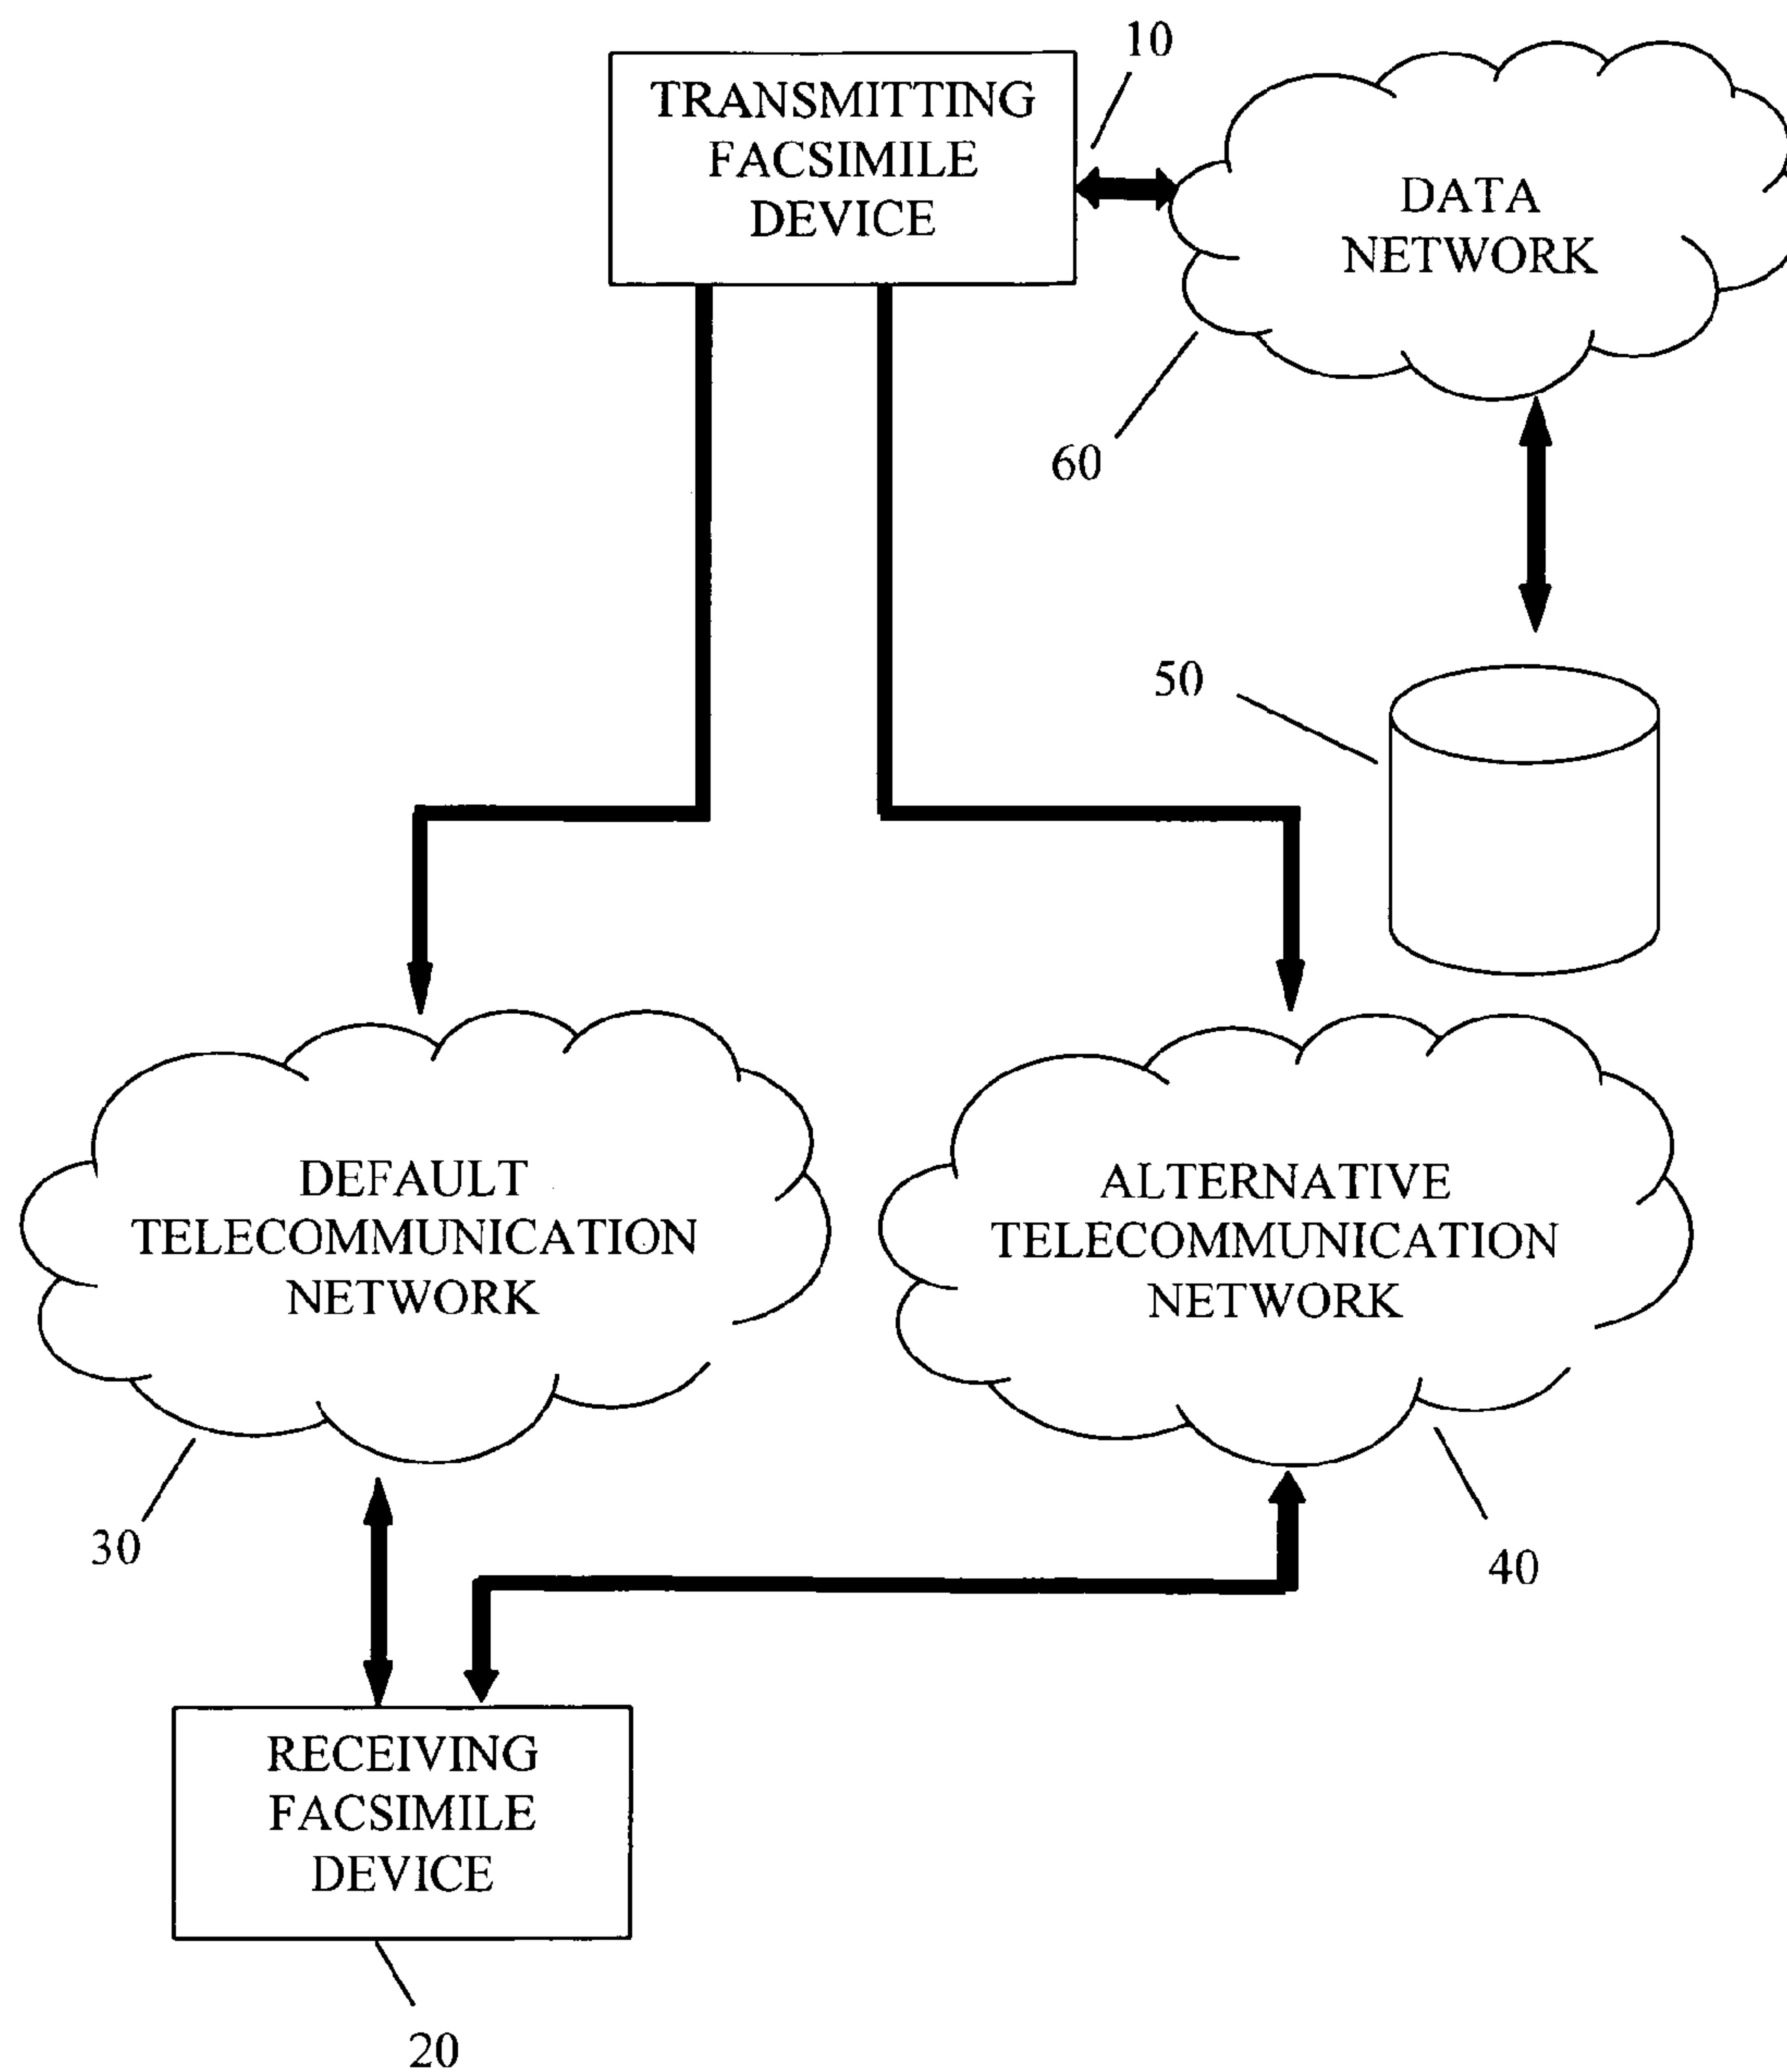 10
TRANSMITTING
FACSIMILE
DEVICE
DATA
NETWORK
60
50
DEFAULT
TELECOMMUNICATION
NETWORK
ALTERNATIVE
TELECOMMUNICATION
NETWORK
30
40
RECEIVING
FACSIMILE
DEVICE
20